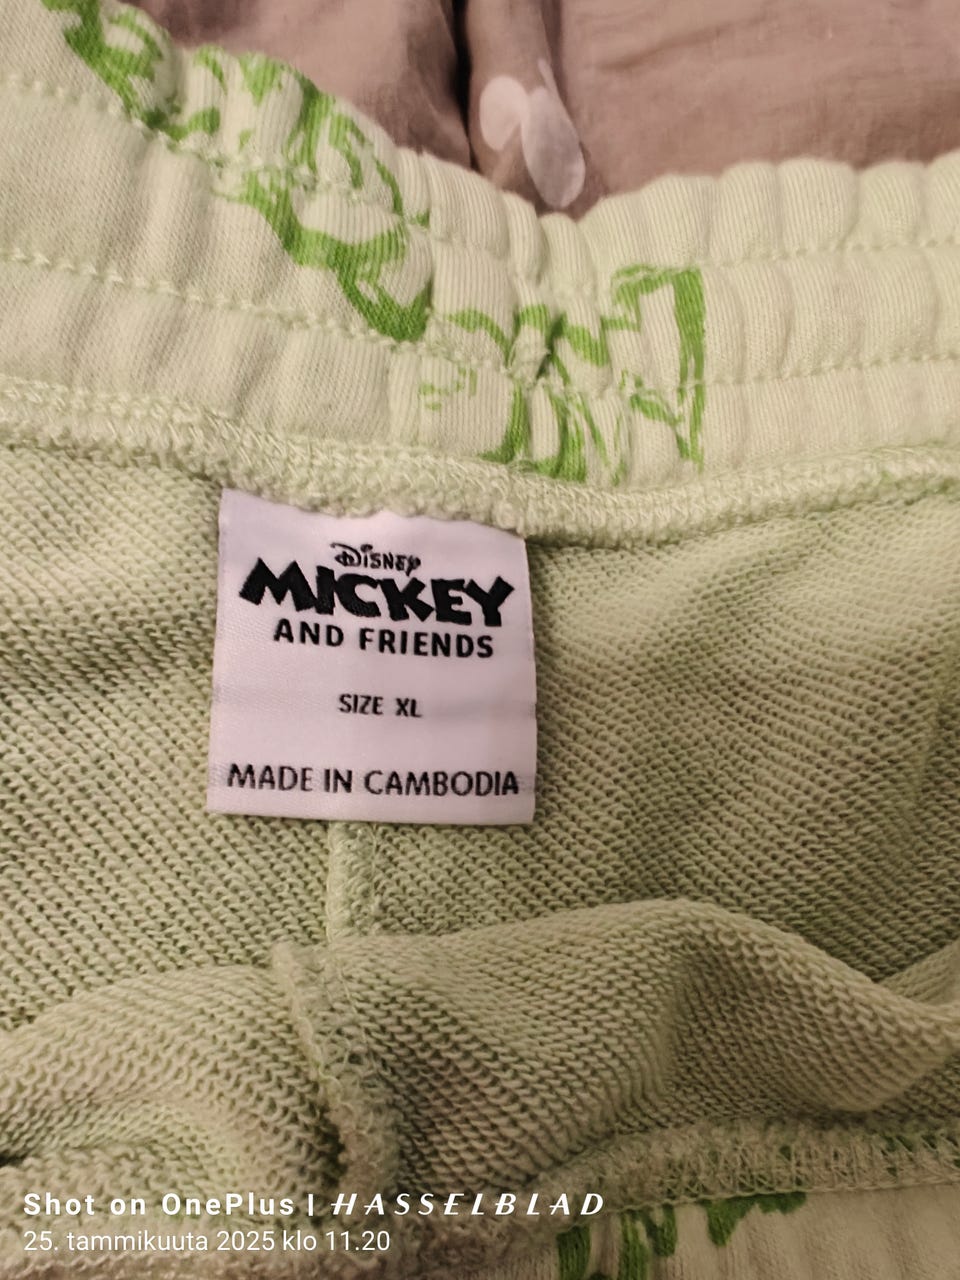 Disney
MICKEY
AND FRIENDS
SIZE XL
MADE IN CAMBODIA
Shot on OnePlus | HASSELBLAD
25. tammikuuta 2025 klo 11.20